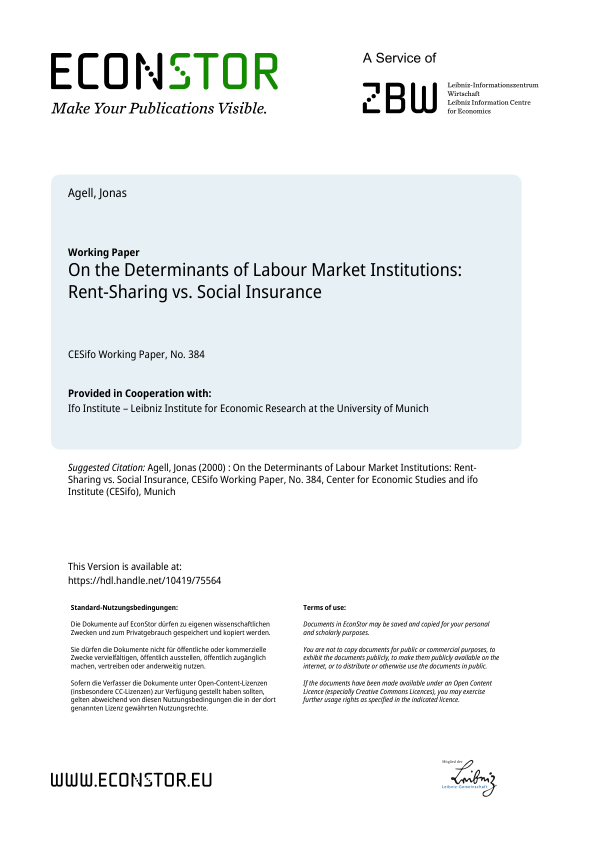 ECONSTOR
Make Your Publications Visible.
A Service of
ZBW
Leibniz-Informationszentrum
Wirtschaft
Leibniz Information Centre
for Economics
Agell, Jonas
Working Paper
On the Determinants of Labour Market Institutions:
Rent-Sharing vs. Social Insurance
CESifo Working Paper, No. 384
Provided in Cooperation with:
Ifo Institute – Leibniz Institute for Economic Research at the University of Munich
Suggested Citation: Agell, Jonas (2000) : On the Determinants of Labour Market Institutions: Rent-
Sharing vs. Social Insurance, CESifo Working Paper, No. 384, Center for Economic Studies and ifo
Institute (CESifo), Munich
This Version is available at:
https://hdl.handle.net/10419/75564
Standard-Nutzungsbedingungen:
Die Dokumente auf EconStor dürfen zu eigenen wissenschaftlichen
Zwecken und zum Privatgebrauch gespeichert und kopiert werden.
Sie dürfen die Dokumente nicht für öffentliche oder kommerzielle
Zwecke vervielfältigen, öffentlich ausstellen, öffentlich zugänglich
machen, vertreiben oder anderweitig nutzen.
Sofern die Verfasser die Dokumente unter Open-Content-Lizenzen
(insbesondere CC-Lizenzen) zur Verfügung gestellt haben sollten,
gelten abweichend von diesen Nutzungsbedingungen die in der dort
genannten Lizenz gewährten Nutzungsrechte.
Terms of use:
Documents in EconStor may be saved and copied for your personal
and scholarly purposes.
You are not to copy documents for public or commercial purposes, to
exhibit the documents publicly, to make them publicly available on the
internet, or to distribute or otherwise use the documents in public.
If the documents have been made available under an Open Content
Licence (especially Creative Commons Licences), you may exercise
further usage rights as specified in the indicated licence.
WWW.ECONSTOR.EU
Mitglied der
Leibniz
Leibniz-Gemeinschaft